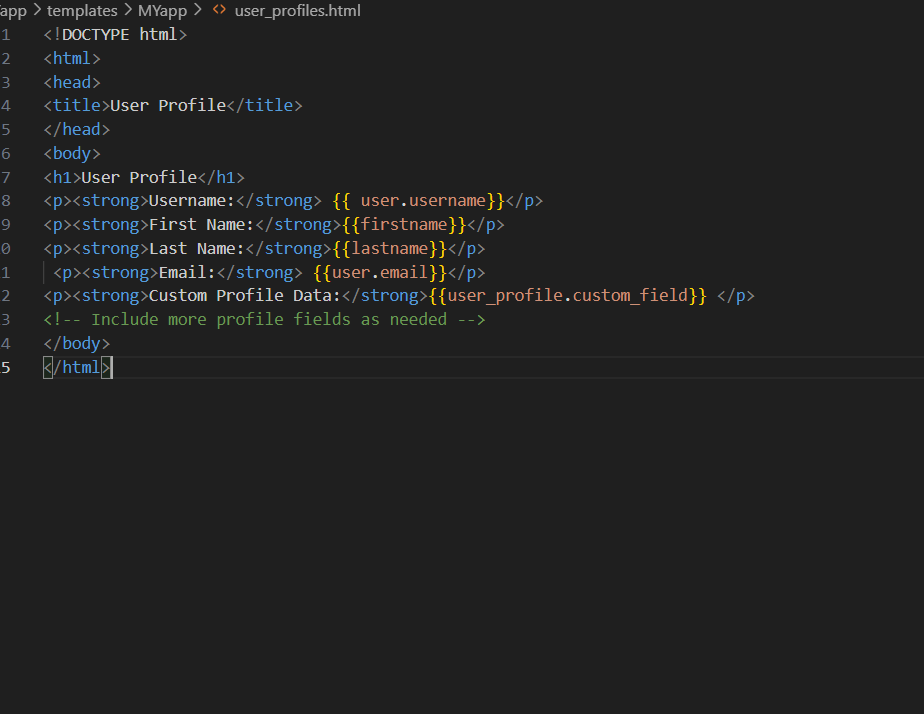 app > templates > MYapp > <> user_profiles.html
1 <!DOCTYPE html>
2 <html>
3 <head>
4 <title>User Profile</title>
5 </head>
6 <body>
7 <h1>User Profile</h1>
8 <p><strong>Username:</strong> {{ user.username}}</p>
9 <p><strong>First Name:</strong>{{firstname}}</p>
0 <p><strong>Last Name:</strong>{{lastname}}</p>
1  <p><strong>Email:</strong> {{user.email}}</p>
2 <p><strong>Custom Profile Data:</strong>{{user_profile.custom_field}} </p>
3 <!-- Include more profile fields as needed -->
4 </body>
5 </html>